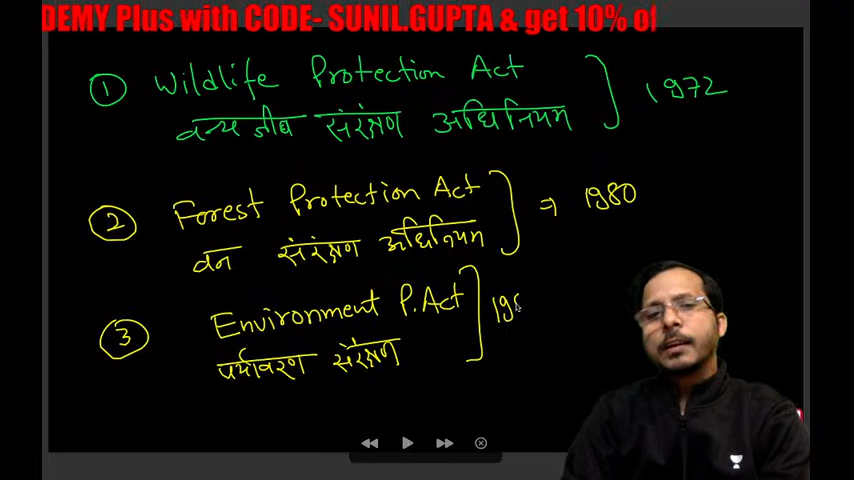 DEMY Plus with CODE- SUNIL.GUPTA & get 10% of
1 Wildlife Protection Act
वन्य जीव संरक्षण अधिनियम ] 1972
2 Forest Protection Act
वन संरक्षण अधिनियम ] ⇒ 1980
3 Environment P. Act
पर्यावरण संरक्षण ] 19